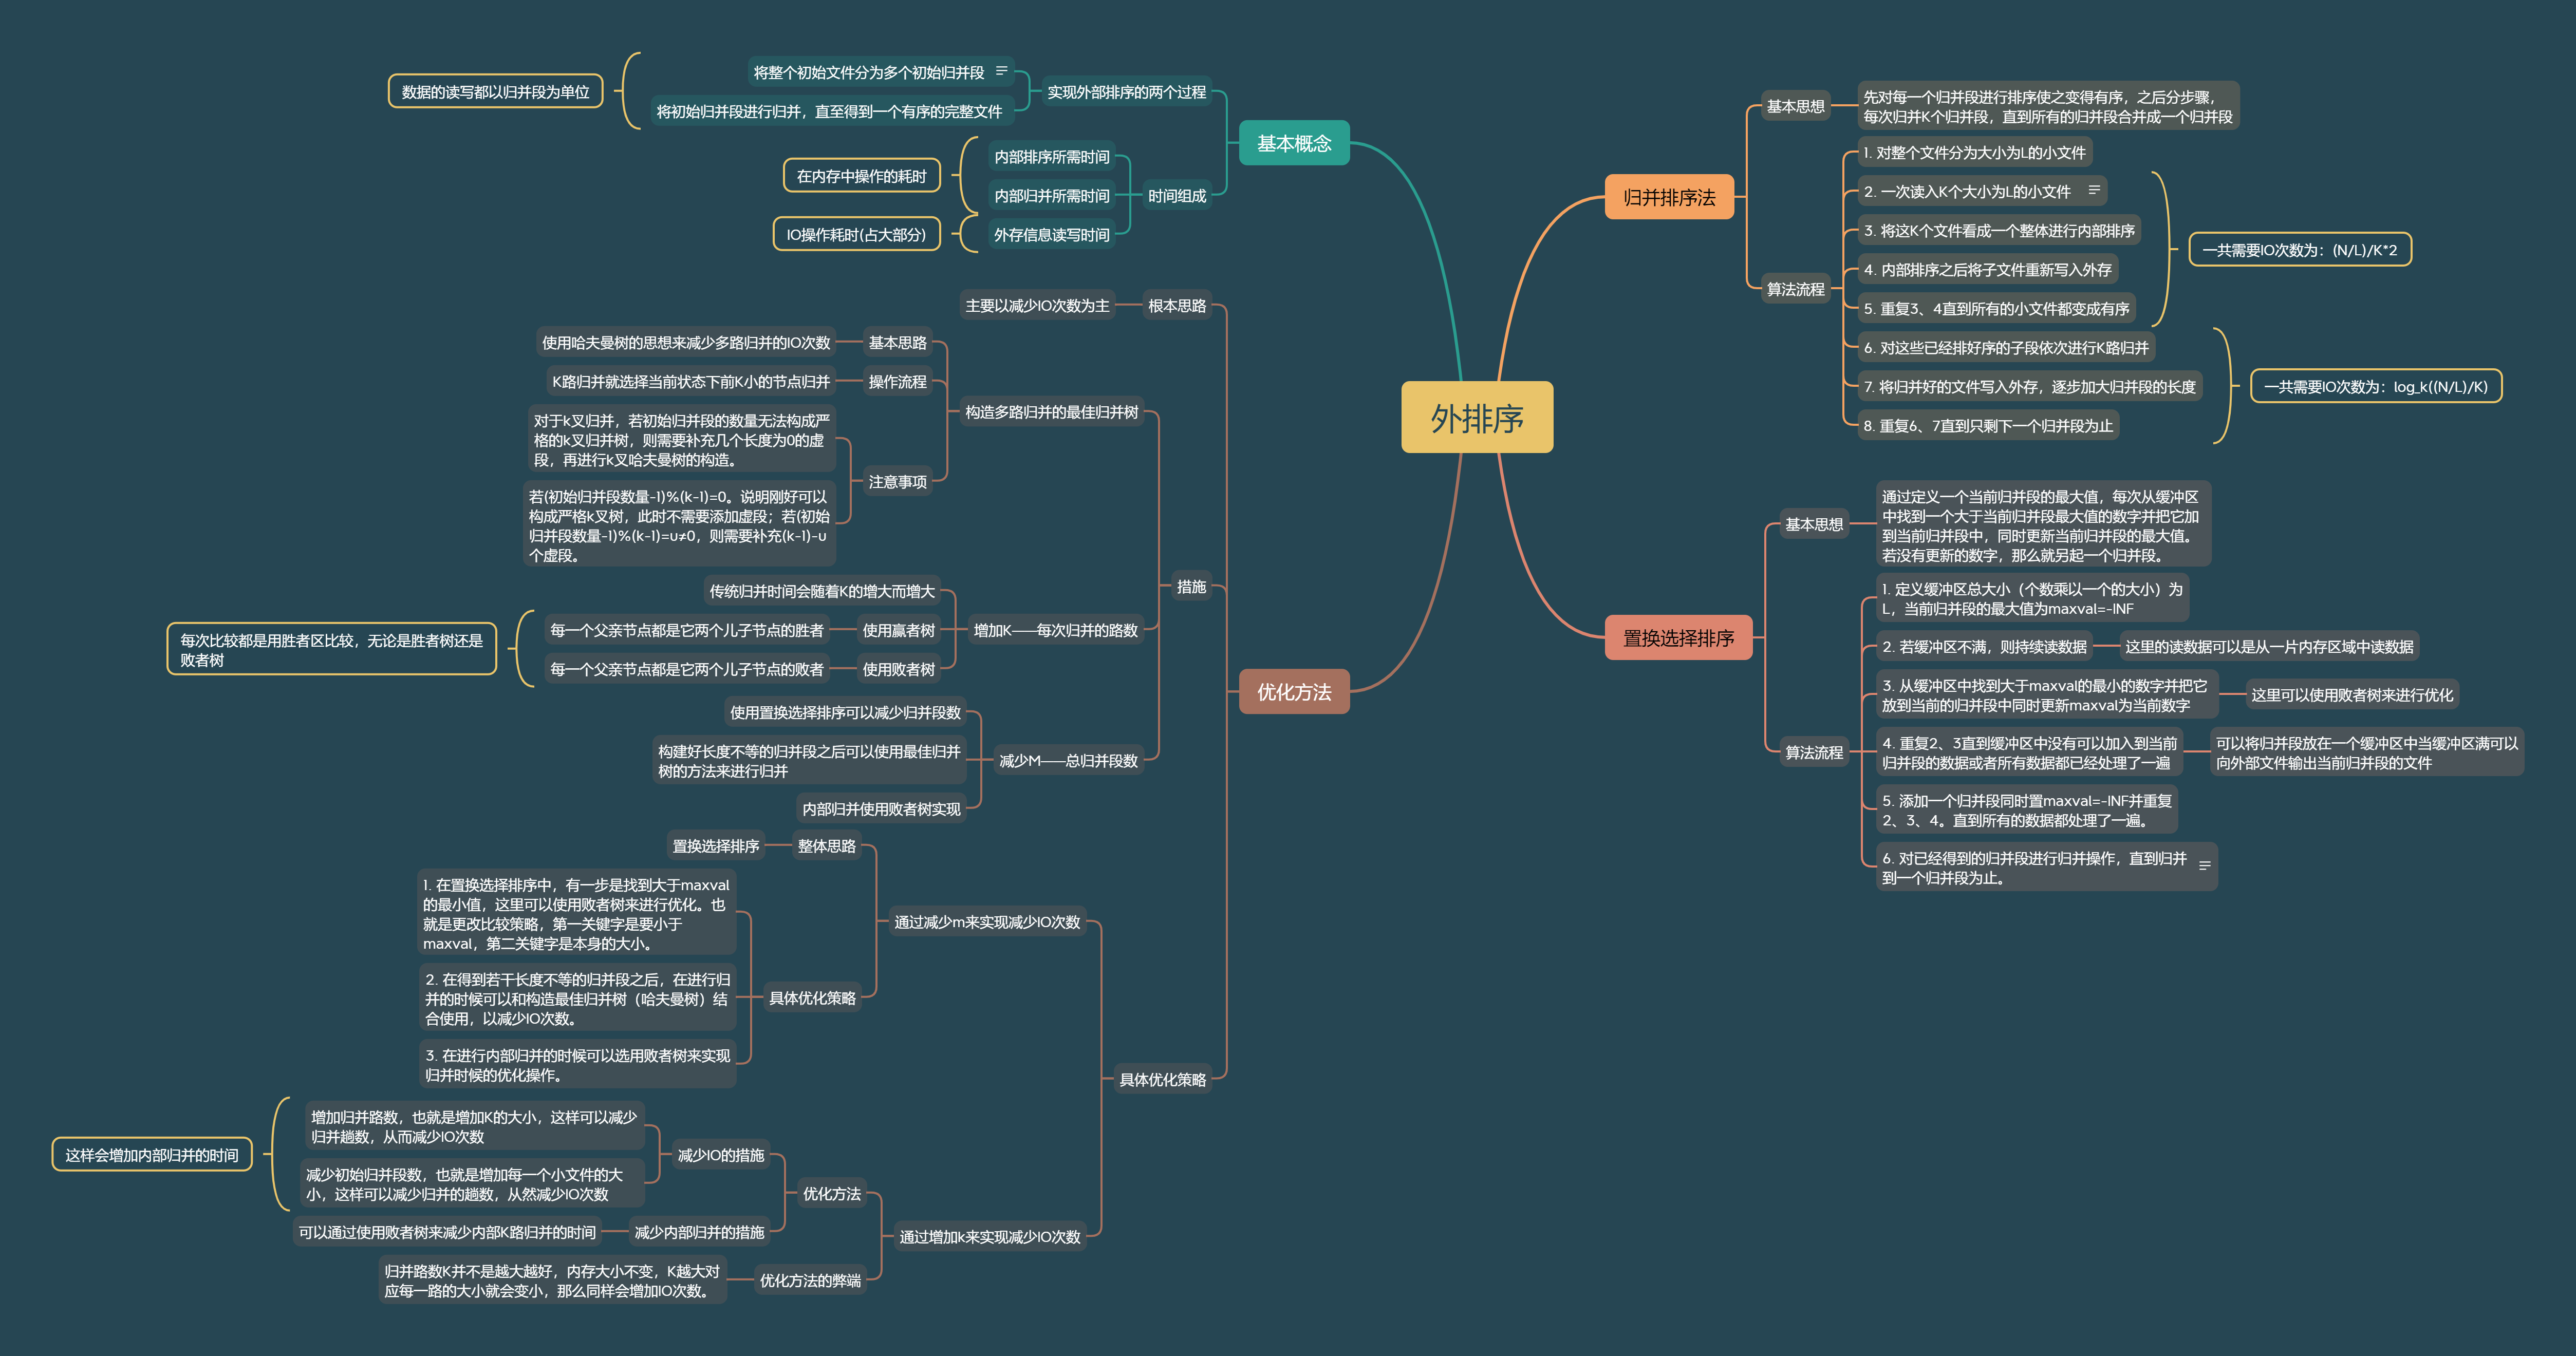 外排序
基本概念
实现外部排序的两个过程
将整个初始文件分为多个初始归并段
将初始归并段进行归并，直至得到一个有序的完整文件
数据的读写都以归并段为单位
时间组成
内部排序所需时间
内部归并所需时间
在内存中操作的耗时
外存信息读写时间
IO操作耗时(占大部分)
归并排序法
基本思想
先对每一个归并段进行排序使之变得有序，之后分步骤，
每次归并K个归并段，直到所有的归并段合并成一个归并段
算法流程
1. 对整个文件分为大小为L的小文件
2. 一次读入K个大小为L的小文件
3. 将这K个文件看成一个整体进行内部排序
4. 内部排序之后将子文件重新写入外存
5. 重复3、4直到所有的小文件都变成有序
一共需要IO次数为：(N/L)/K*2
6. 对这些已经排好序的子段依次进行K路归并
7. 将归并好的文件写入外存，逐步加大归并段的长度
8. 重复6、7直到只剩下一个归并段为止
一共需要IO次数为：log_k((N/L)/K)
置换选择排序
基本思想
通过定义一个当前归并段的最大值，每次从缓冲区
中找到一个大于当前归并段最大值的数字并把它加
到当前归并段中，同时更新当前归并段的最大值。
若没有更新的数字，那么就另起一个归并段。
算法流程
1. 定义缓冲区总大小（个数乘以一个的大小）为
L，当前归并段的最大值为maxval=-INF
2. 若缓冲区不满，则持续读数据
这里的读数据可以是从一片内存区域中读数据
3. 从缓冲区中找到大于maxval的最小的数字并把它
放到当前的归并段中同时更新maxval为当前数字
这里可以使用败者树来进行优化
4. 重复2、3直到缓冲区中没有可以加入到当前
归并段的数据或者所有数据都已经处理了一遍
可以将归并段放在一个缓冲区中当缓冲区满可以
向外部文件输出当前归并段的文件
5. 添加一个归并段同时置maxval=-INF并重复
2、3、4。直到所有的数据都处理了一遍。
6. 对已经得到的归并段进行归并操作，直到归并
到一个归并段为止。
优化方法
根本思路
主要以减少IO次数为主
措施
构造多路归并的最佳归并树
基本思路
使用哈夫曼树的思想来减少多路归并的IO次数
操作流程
K路归并就选择当前状态下前K小的节点归并
注意事项
对于k叉归并，若初始归并段的数量无法构成严
格的k叉归并树，则需要补充几个长度为0的虚
段，再进行k叉哈夫曼树的构造。
若(初始归并段数量-1)%(k-1)=0。说明刚好可以
构成严格k叉树，此时不需要添加虚段；若(初始
归并段数量-1)%(k-1)=u≠0，则需要补充(k-1)-u
个虚段。
增加K——每次归并的路数
传统归并时间会随着K的增大而增大
使用赢者树
每一个父亲节点都是它两个儿子节点的胜者
使用败者树
每一个父亲节点都是它两个儿子节点的败者
每次比较都是用胜者区比较，无论是胜者树还是
败者树
减少M——总归并段数
使用置换选择排序可以减少归并段数
构建好长度不等的归并段之后可以使用最佳归并
树的方法来进行归并
内部归并使用败者树实现
具体优化策略
通过减少m来实现减少IO次数
整体思路
置换选择排序
具体优化策略
1. 在置换选择排序中，有一步是找到大于maxval
的最小值，这里可以使用败者树来进行优化。也
就是更改比较策略，第一关键字是要小于
maxval，第二关键字是本身的大小。
2. 在得到若干长度不等的归并段之后，在进行归
并的时候可以和构造最佳归并树（哈夫曼树）结
合使用，以减少IO次数。
3. 在进行内部归并的时候可以选用败者树来实现
归并时候的优化操作。
通过增加k来实现减少IO次数
优化方法
减少IO的措施
增加归并路数，也就是增加K的大小，这样可以减少
归并趟数，从而减少IO次数
减少初始归并段数，也就是增加每一个小文件的大
小，这样可以减少归并的趟数，从然减少IO次数
这样会增加内部归并的时间
减少内部归并的措施
可以通过使用败者树来减少内部K路归并的时间
优化方法的弊端
归并路数K并不是越大越好，内存大小不变，K越大对
应每一路的大小就会变小，那么同样会增加IO次数。